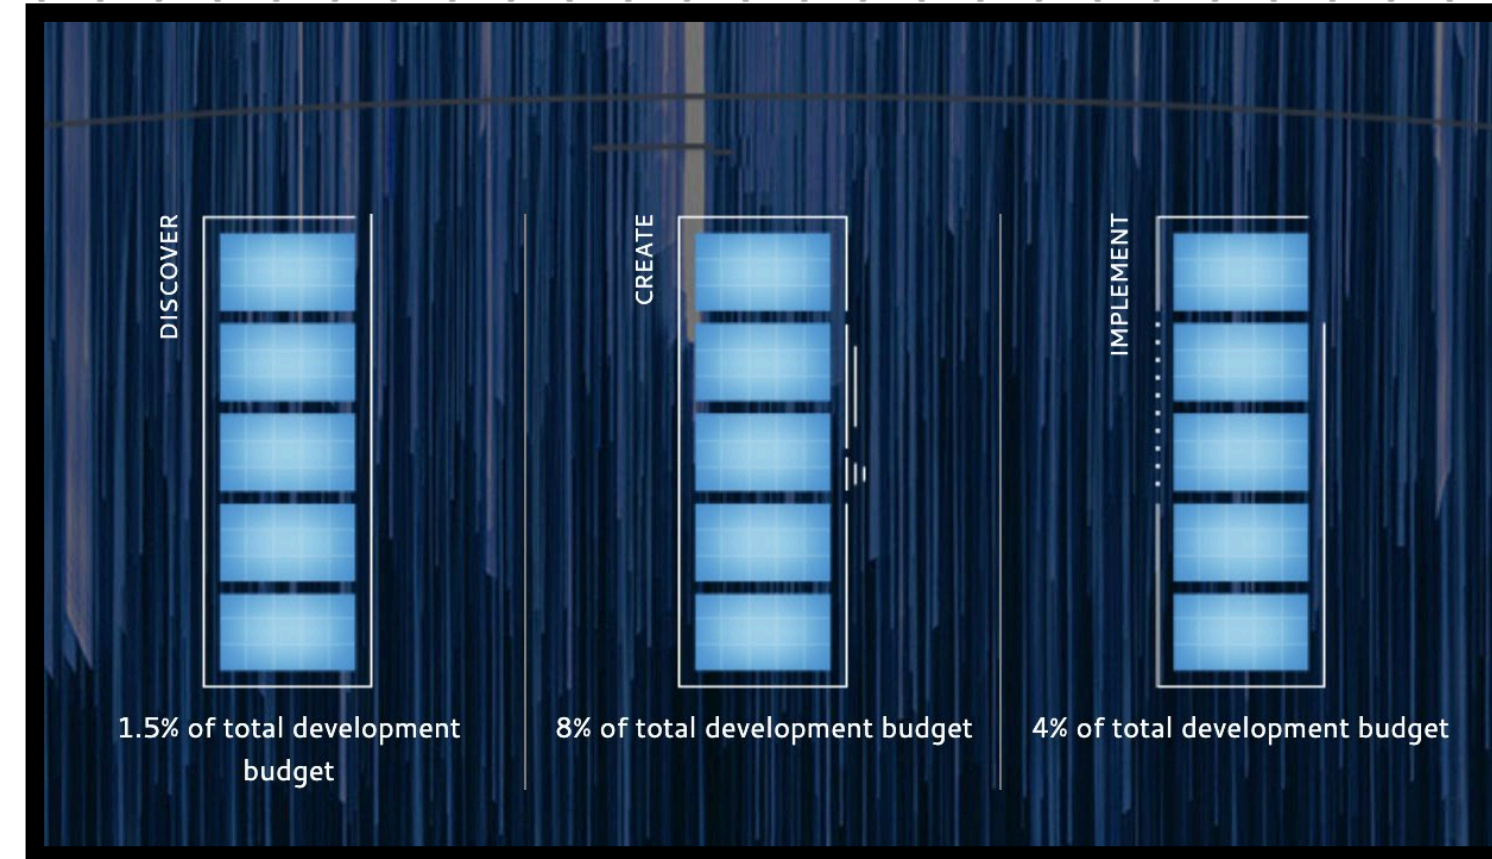 DISCOVER
1.5% of total development
budget
CREATE
8% of total development budget
IMPLEMENT
4% of total development budget